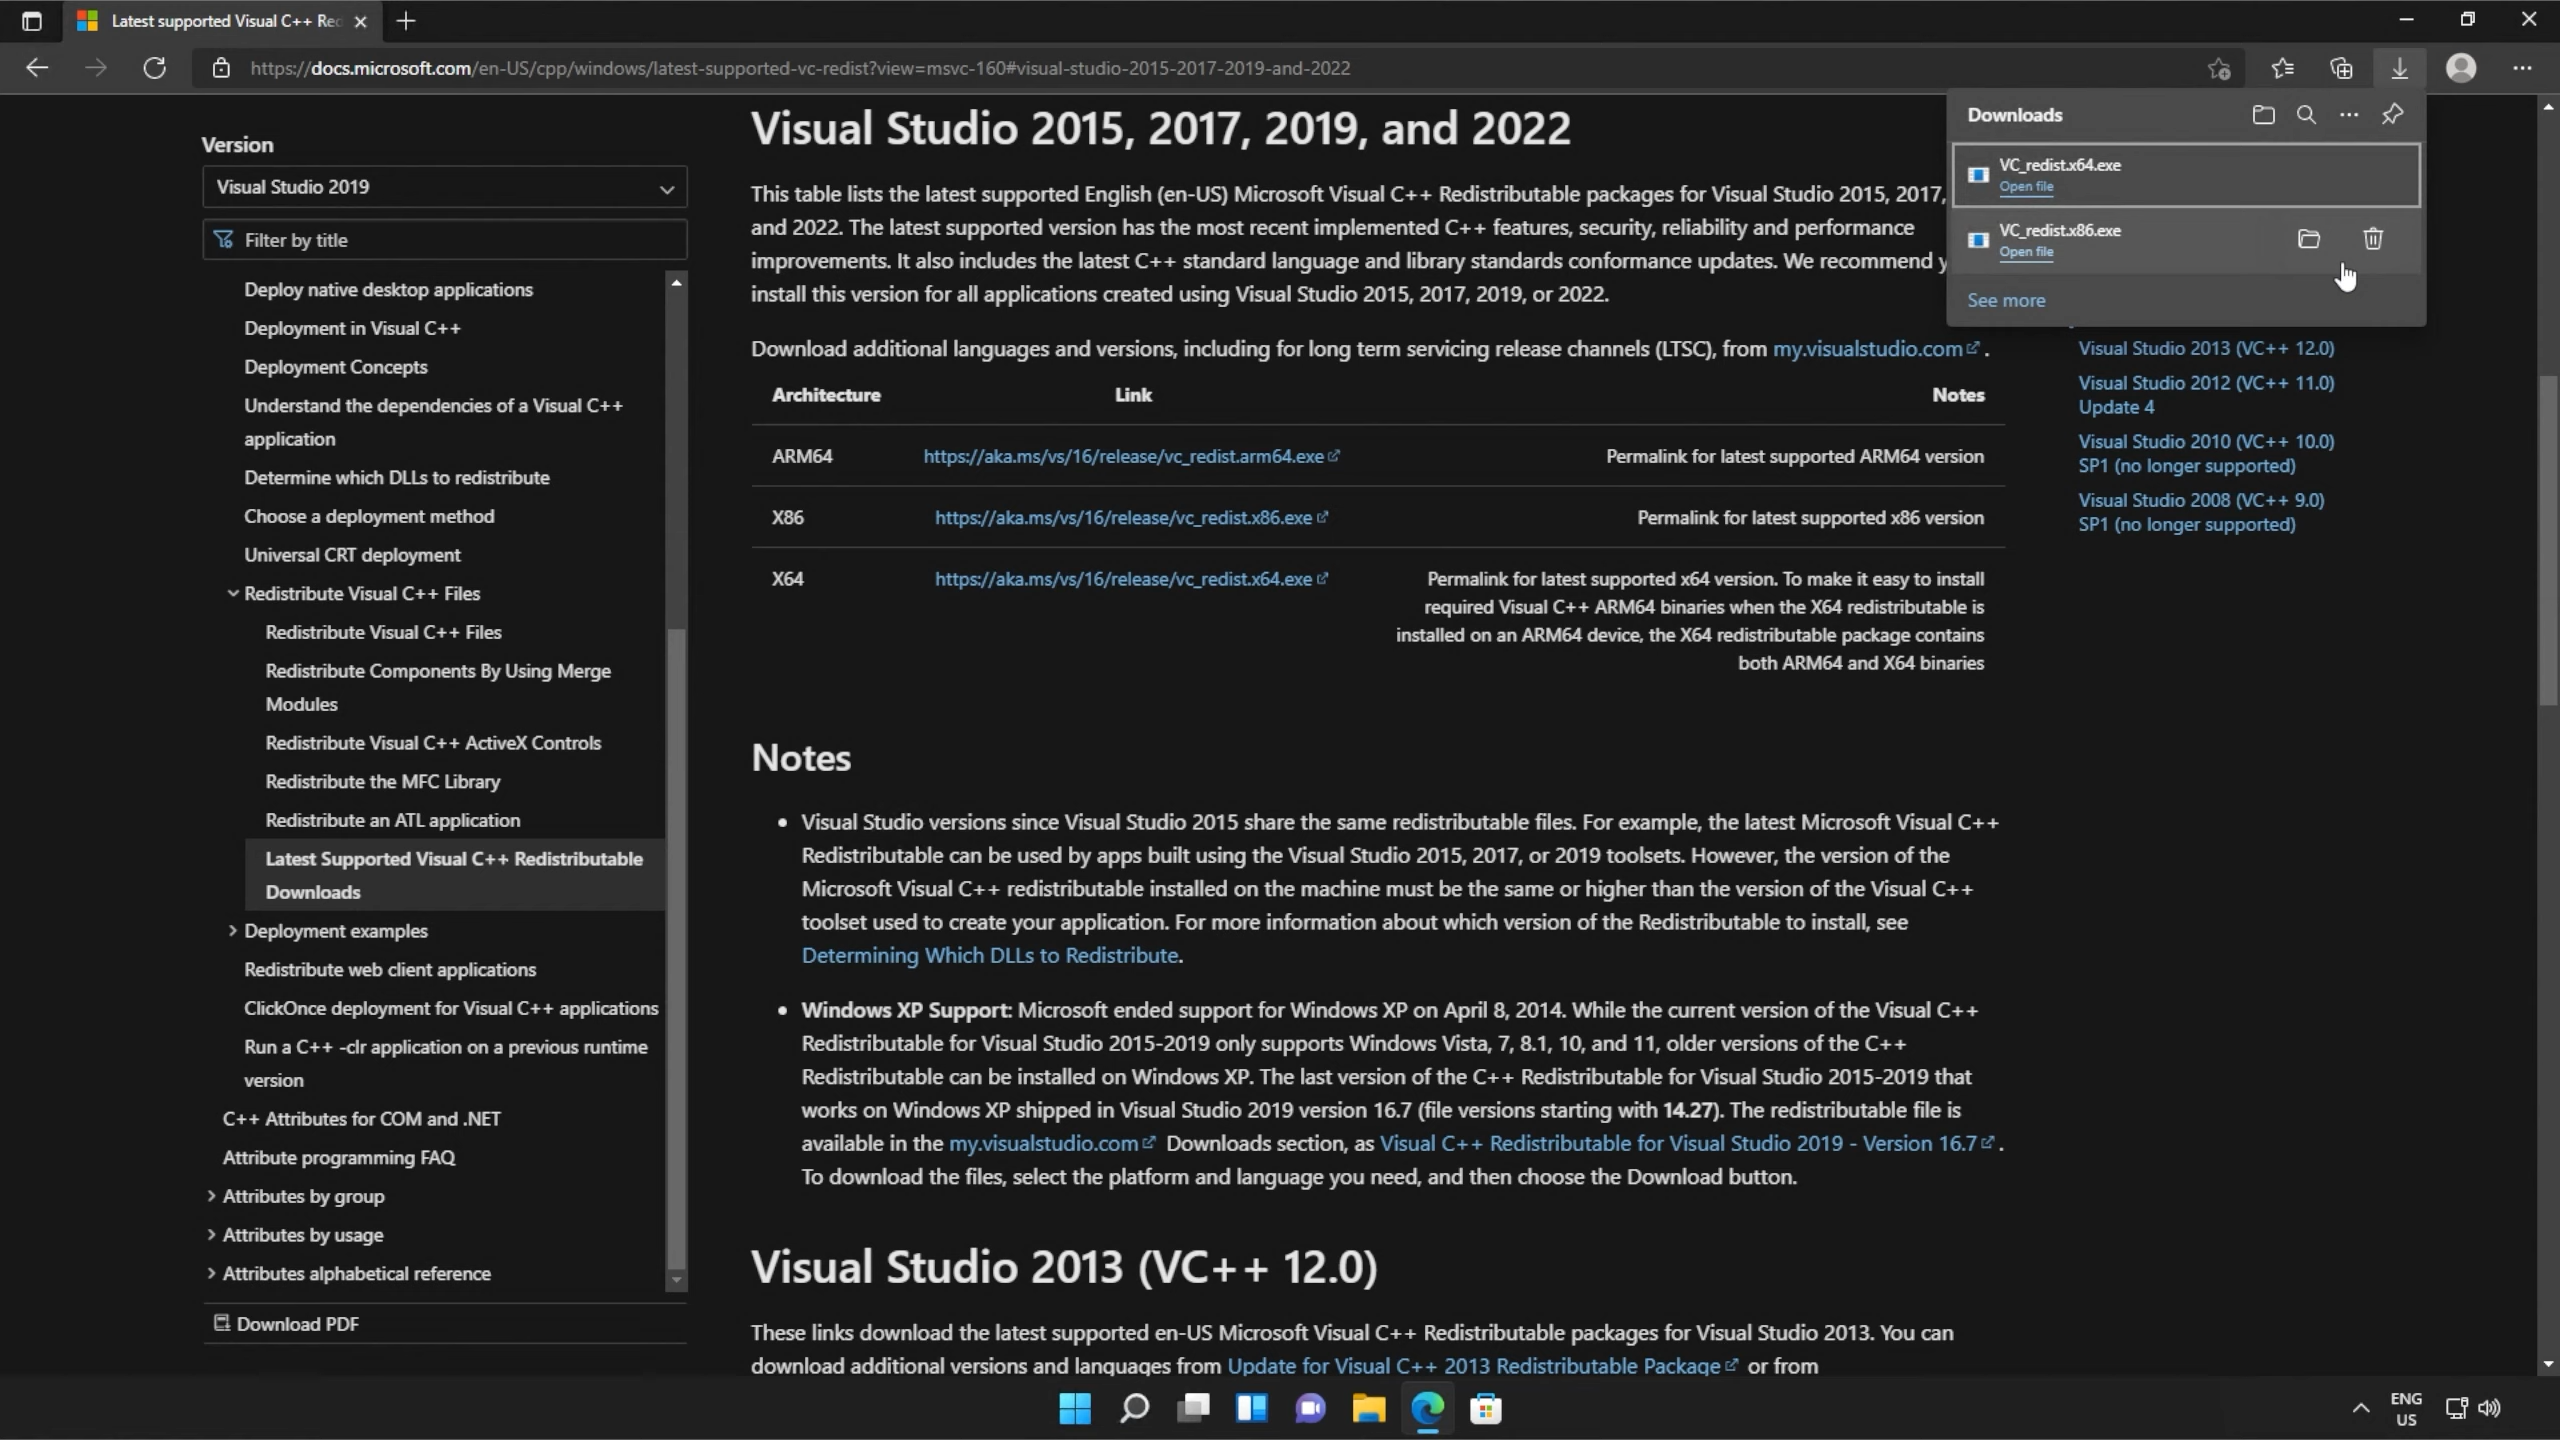 Latest supported Visual C++ Red
https://docs.microsoft.com/en-US/cpp/windows/latest-supported-vc-redist?view=msvc-160#visual-studio-2015-2017-2019-and-2022
Downloads
VC_redist.x64.exe
Open file
VC_redist.x86.exe
Open file
See more
Version
Visual Studio 2019
Filter by title
Deploy native desktop applications
Deployment in Visual C++
Deployment Concepts
Understand the dependencies of a Visual C++
application
Determine which DLLs to redistribute
Choose a deployment method
Universal CRT deployment
Redistribute Visual C++ Files
Redistribute Visual C++ Files
Redistribute Components By Using Merge
Modules
Redistribute Visual C++ ActiveX Controls
Redistribute the MFC Library
Redistribute an ATL application
Latest Supported Visual C++ Redistributable
Downloads
Deployment examples
Redistribute web client applications
ClickOnce deployment for Visual C++ applications
Run a C++ -clr application on a previous runtime
version
C++ Attributes for COM and .NET
Attribute programming FAQ
Attributes by group
Attributes by usage
Attributes alphabetical reference
Download PDF
Visual Studio 2015, 2017, 2019, and 2022
This table lists the latest supported English (en-US) Microsoft Visual C++ Redistributable packages for Visual Studio 2015, 2017,
and 2022. The latest supported version has the most recent implemented C++ features, security, reliability and performance
improvements. It also includes the latest C++ standard language and library standards conformance updates. We recommend
install this version for all applications created using Visual Studio 2015, 2017, 2019, or 2022.
Download additional languages and versions, including for long term servicing release channels (LTSC), from my.visualstudio.com .
Architecture Link Notes
ARM64 https://aka.ms/vs/16/release/vc_redist.arm64.exe Permalink for latest supported ARM64 version
X86 https://aka.ms/vs/16/release/vc_redist.x86.exe Permalink for latest supported x86 version
X64 https://aka.ms/vs/16/release/vc_redist.x64.exe Permalink for latest supported x64 version. To make it easy to install
required Visual C++ ARM64 binaries when the X64 redistributable is
installed on an ARM64 device, the X64 redistributable package contains
both ARM64 and X64 binaries
Notes
• Visual Studio versions since Visual Studio 2015 share the same redistributable files. For example, the latest Microsoft Visual C++
Redistributable can be used by apps built using the Visual Studio 2015, 2017, or 2019 toolsets. However, the version of the
Microsoft Visual C++ redistributable installed on the machine must be the same or higher than the version of the Visual C++
toolset used to create your application. For more information about which version of the Redistributable to install, see
Determining Which DLLs to Redistribute.
• Windows XP Support: Microsoft ended support for Windows XP on April 8, 2014. While the current version of the Visual C++
Redistributable for Visual Studio 2015-2019 only supports Windows Vista, 7, 8.1, 10, and 11, older versions of the C++
Redistributable can be installed on Windows XP. The last version of the C++ Redistributable for Visual Studio 2015-2019 that
works on Windows XP shipped in Visual Studio 2019 version 16.7 (file versions starting with 14.27). The redistributable file is
available in the my.visualstudio.com Downloads section, as Visual C++ Redistributable for Visual Studio 2019 - Version 16.7 .
To download the files, select the platform and language you need, and then choose the Download button.
Visual Studio 2013 (VC++ 12.0)
These links download the latest supported en-US Microsoft Visual C++ Redistributable packages for Visual Studio 2013. You can
download additional versions and languages from Update for Visual C++ 2013 Redistributable Package or from
Visual Studio 2013 (VC++ 12.0)
Visual Studio 2012 (VC++ 11.0)
Update 4
Visual Studio 2010 (VC++ 10.0)
SP1 (no longer supported)
Visual Studio 2008 (VC++ 9.0)
SP1 (no longer supported)
ENG
US